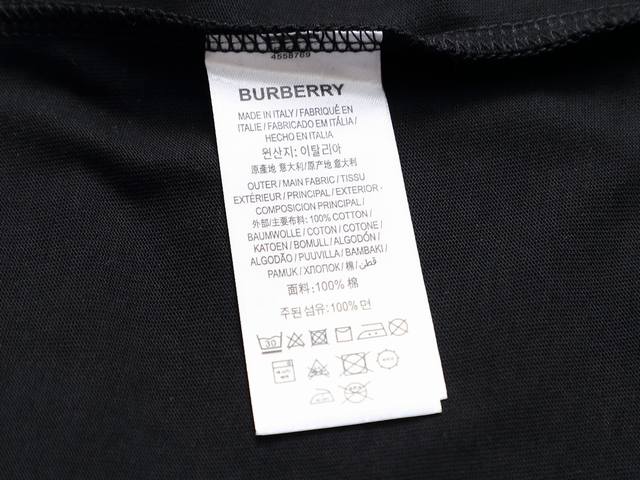 4558769
BURBERRY
MADE IN ITALY / FABRIQUÉ EN
ITALIE / FABRICADO EM ITÁLIA /
HECHO EN ITALIA
원산지: 이탈리아
原產地 意大利/原产地 意大利
OUTER / MAIN FABRIC / TISSU
EXTÉRIEUR / PRINCIPAL / EXTERIOR -
COMPOSICION PRINCIPAL /
外部/主要布料: 100% COTTON /
BAUMWOLLE / COTON / COTONE /
KATOEN / BOMULL / ALGODÓN /
ALGODÃO / PUUVILLA / BAMBAKI /
PAMUK / ХЛОПОК / 棉 / قطن
面料: 100% 棉
주된 섬유: 100% 면
30